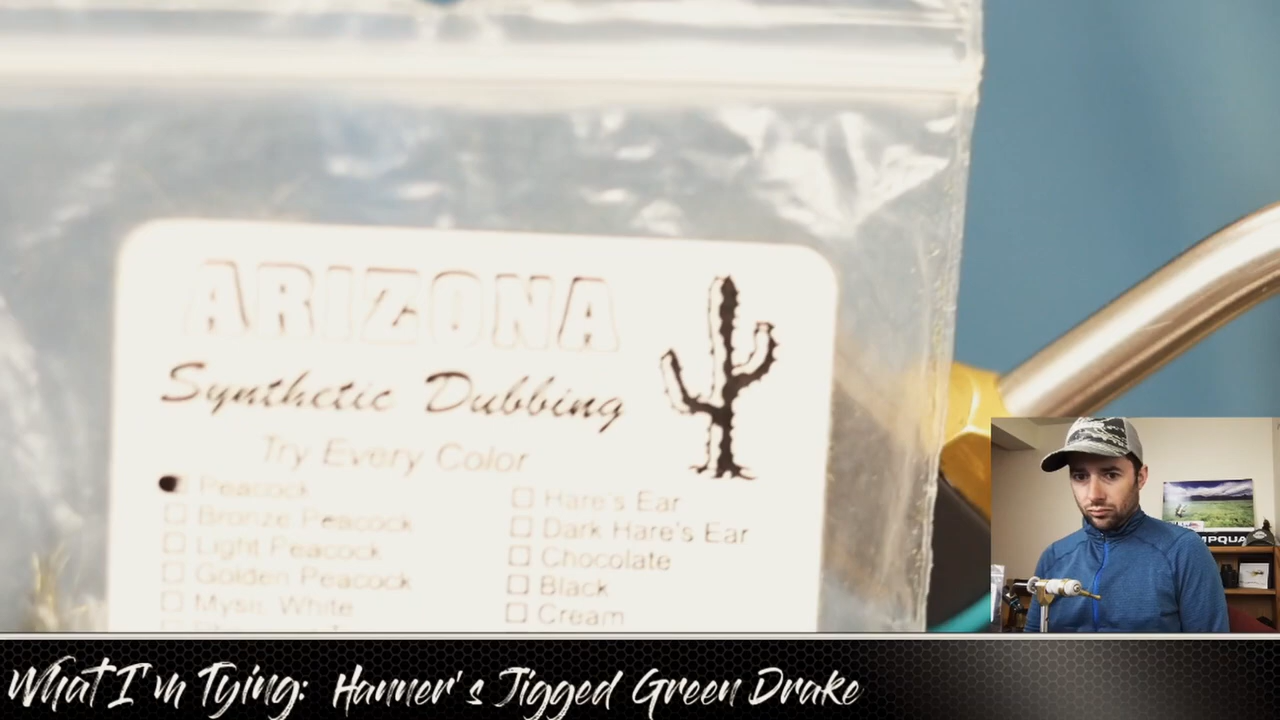 ARIZONA
Synthetic Dubbing
Try Every Color
Peacock
Bronze Peacock
Light Peacock
Golden Peacock
Mysis White
Hare's Ear
Dark Hare's Ear
Chocolate
Black
Cream
MPQUA
What I'm Tying: Hanner's Jigged Green Drake